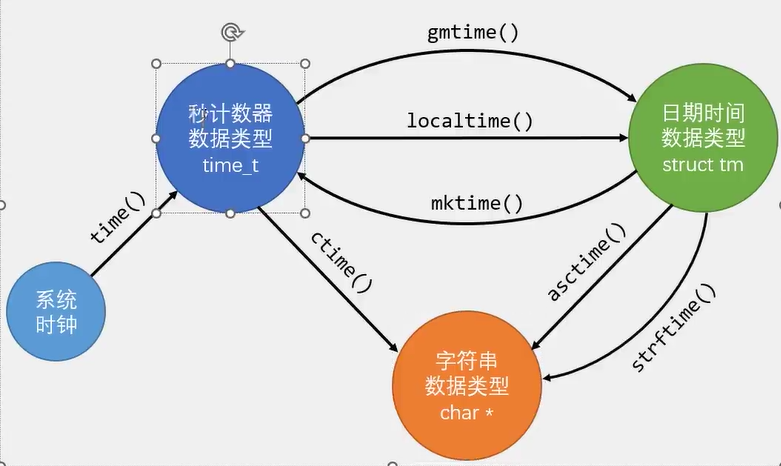 gmtime()
秒计数器
数据类型
time_t
localtime()
日期时间
数据类型
struct tm
mktime()
time()
ctime()
asctime()
strftime()
系统
时钟
字符串
数据类型
char *